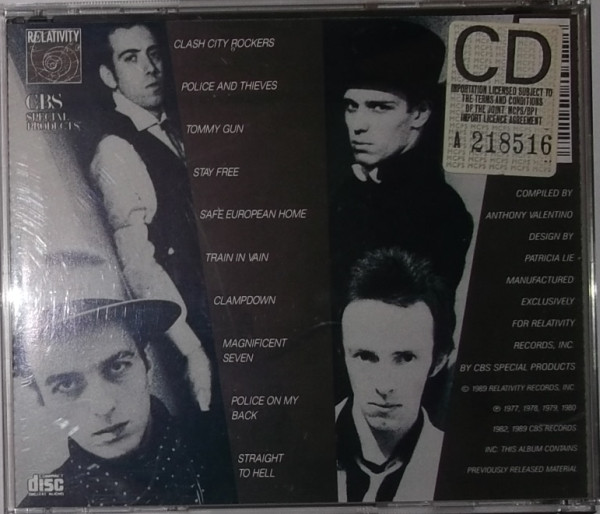 RELATIVITY
CBS
SPECIAL
PRODUCTS
CLASH CITY ROCKERS
POLICE AND THIEVES
TOMMY GUN
STAY FREE
SAFE EUROPEAN HOME
TRAIN IN VAIN
CLAMPDOWN
MAGNIFICENT
SEVEN
POLICE ON MY
BACK
STRAIGHT
TO HELL
CD
IMPORTATION LICENSED SUBJECT TO
THE TERMS AND CONDITIONS
OF THE JOINT MCPS/BPI
IMPORT LICENCE AGREEMENT
A 218516
COMPILED BY
ANTHONY VALENTINO
DESIGN BY
PATRICIA LIE
MANUFACTURED
EXCLUSIVELY
FOR RELATIVITY
RECORDS, INC
BY CBS SPECIAL PRODUCTS
© 1989 RELATIVITY RECORDS, INC
℗ 1977, 1978, 1979, 1980
1982, 1989 CBS RECORDS
INC. THIS ALBUM CONTAINS
PREVIOUSLY RELEASED MATERIAL
COMPACT
disc
DIGITAL AUDIO